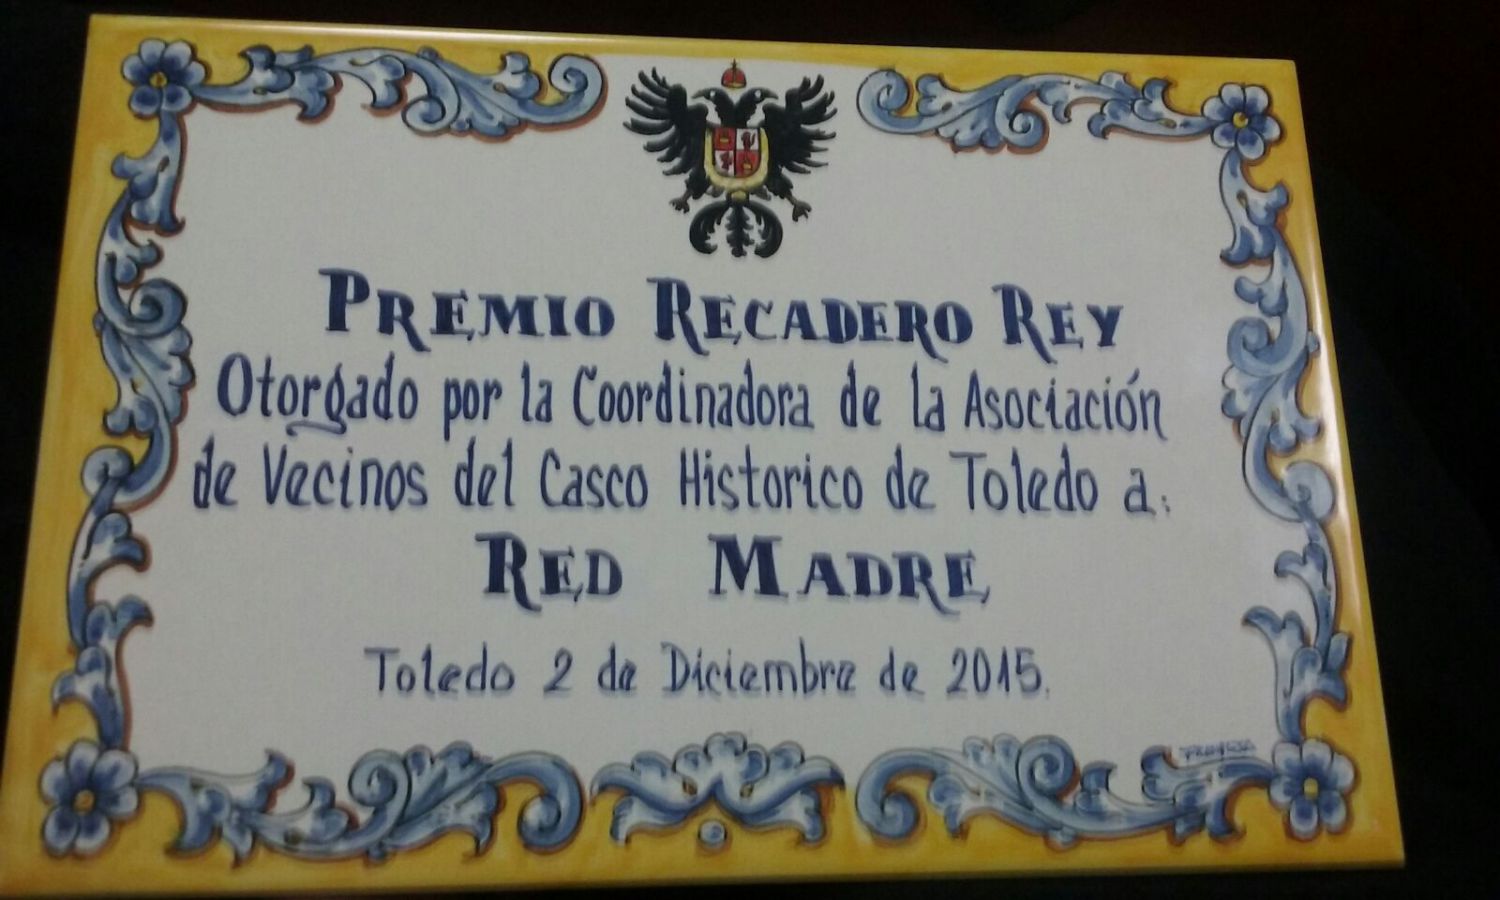 PREMIO RECADERO REY
Otorgado por la Coordinadora de la Asociación
de Vecinos del Casco Historico de Toledo a:
RED MADRE
Toledo 2 de Diciembre de 2015.